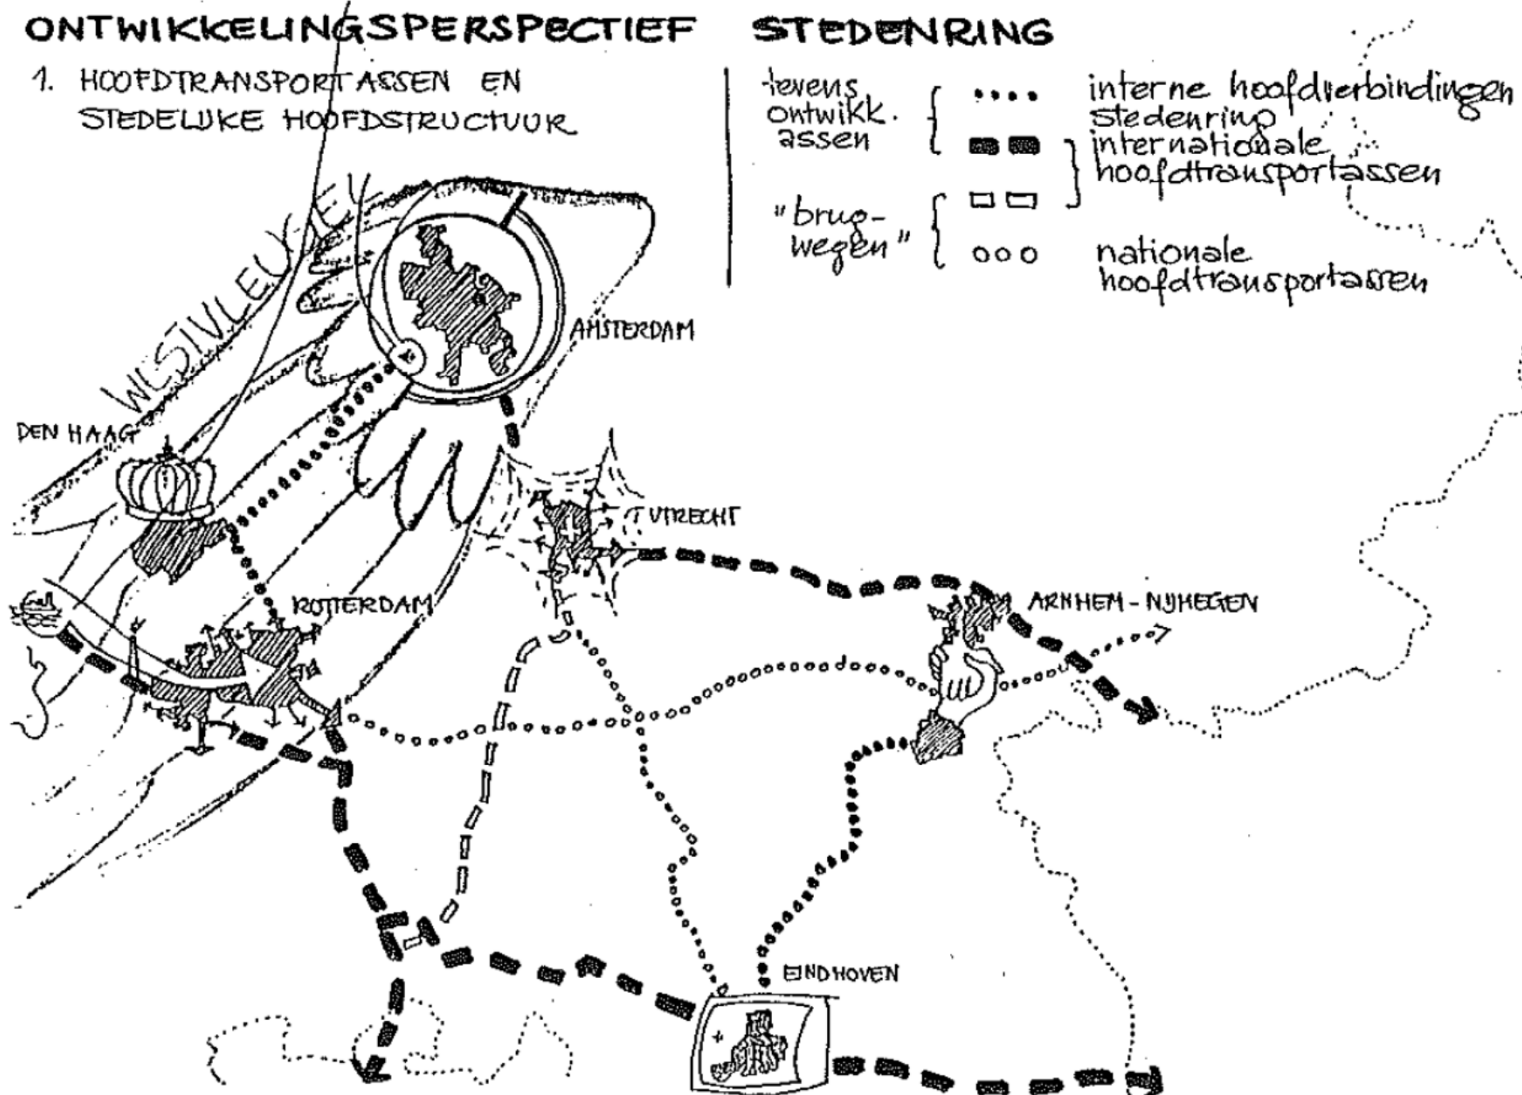 ONTWIKKELINGSPERSPECTIEF STEDENRING
1. HOOFDTRANSPORTASSEN EN
STEDELIJKE HOOFDSTRUCTUUR
tevens
ontwikk.
assen
interne hoofdverbindingen
stedenring
internationale
hoofdtransportassen
"brug-
wegen"
nationale
hoofdtransportassen
WESTVLEUGEL
AMSTERDAM
DEN HAAG
UTRECHT
ROTTERDAM
ARNHEM-NIJMEGEN
EINDHOVEN